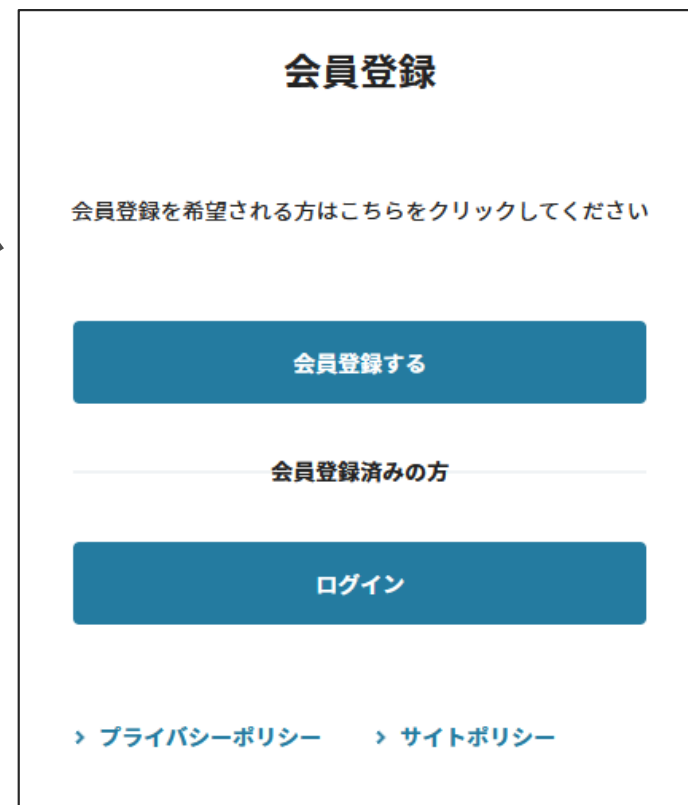 会員登録
会員登録を希望される方はこちらをクリックしてください
会員登録する
会員登録済みの方
ログイン
› プライバシーポリシー › サイトポリシー